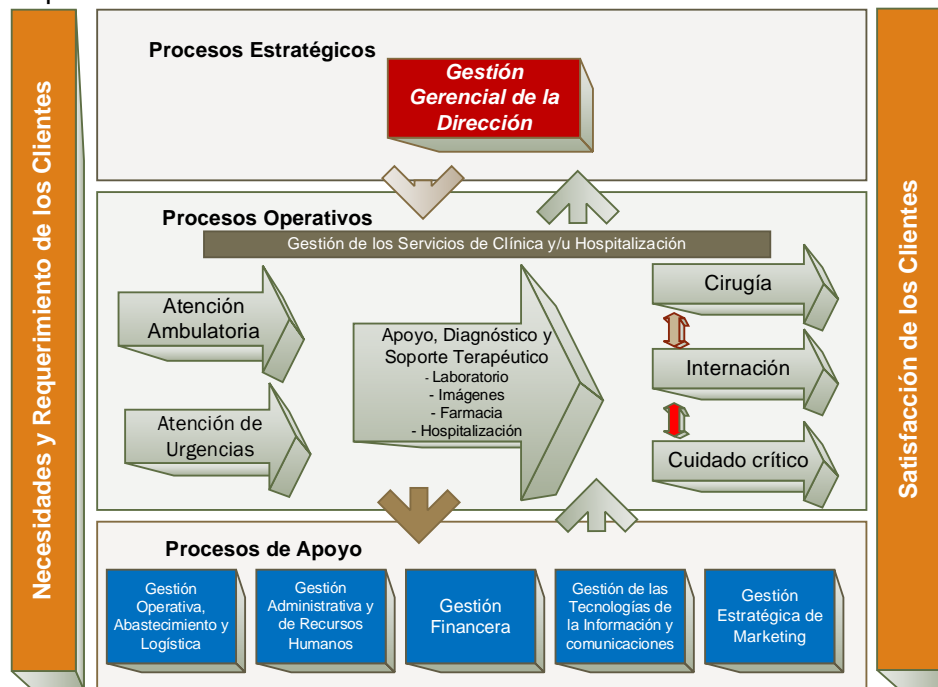 Necesidades y Requerimiento de los Clientes
Procesos Estratégicos
Gestión
Gerencial de la
Dirección
Procesos Operativos
Gestión de los Servicios de Clínica y/u Hospitalización
Atención
Ambulatoria
Atención de
Urgencias
Apoyo, Diagnóstico y
Soporte Terapéutico
- Laboratorio
- Imágenes
- Farmacia
- Hospitalización
Cirugía
Internación
Cuidado crítico
Procesos de Apoyo
Gestión
Operativa,
Abastecimiento y
Logística
Gestión
Administrativa y
de Recursos
Humanos
Gestión
Financera
Gestión de las
Tecnologías de
la Información y
comunicaciones
Gestión
Estratégica de
Marketing
Satisfacción de los Clientes